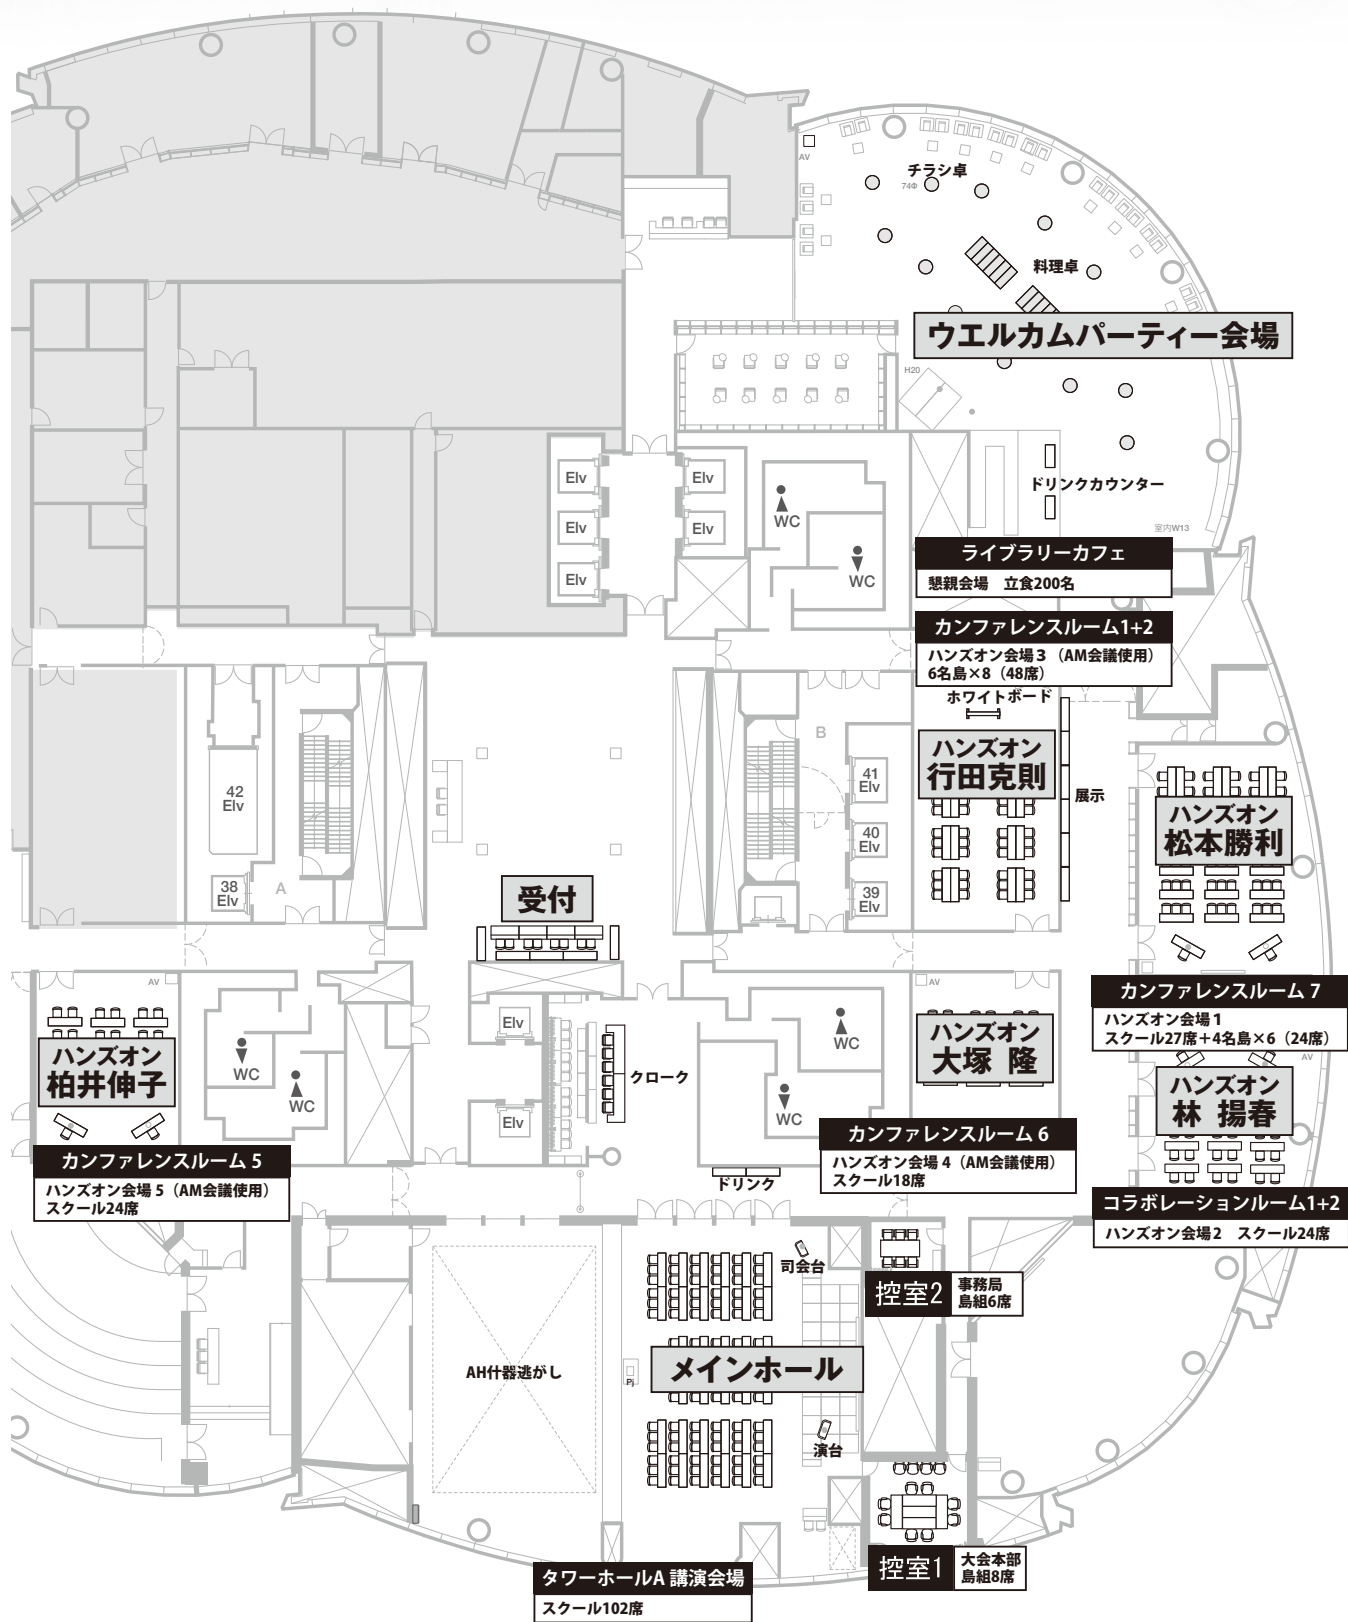 AV
チラシ卓
74Φ
料理卓
ウエルカムパーティー会場
H20
Elv
Elv
Elv
Elv
Elv
WC
WC
ドリンクカウンター
室内W13
ライブラリーカフェ
懇親会場 立食200名
カンファレンスルーム1+2
ハンズオン会場3（AM会議使用）
6名島×8（48席）
ホワイトボード
ハンズオン
行田克則
展示
B
41
Elv
40
Elv
39
Elv
42
Elv
38
Elv
A
ハンズオン
松本勝利
受付
カンファレンスルーム 7
ハンズオン会場1
スクール27席＋4名島×6（24席）
AV
AV
AV
ハンズオン
柏井伸子
WC
WC
Elv
Elv
クローク
WC
WC
ハンズオン
大塚 隆
ハンズオン
林 揚春
カンファレンスルーム 5
ハンズオン会場 5（AM会議使用）
スクール24席
ドリンク
カンファレンスルーム 6
ハンズオン会場 4（AM会議使用）
スクール18席
コラボレーションルーム1+2
ハンズオン会場2 スクール24席
司会台
控室2
事務局
島組6席
AH什器逃がし
Pj
メインホール
演台
控室1
大会本部
島組8席
タワーホールA 講演会場
スクール102席